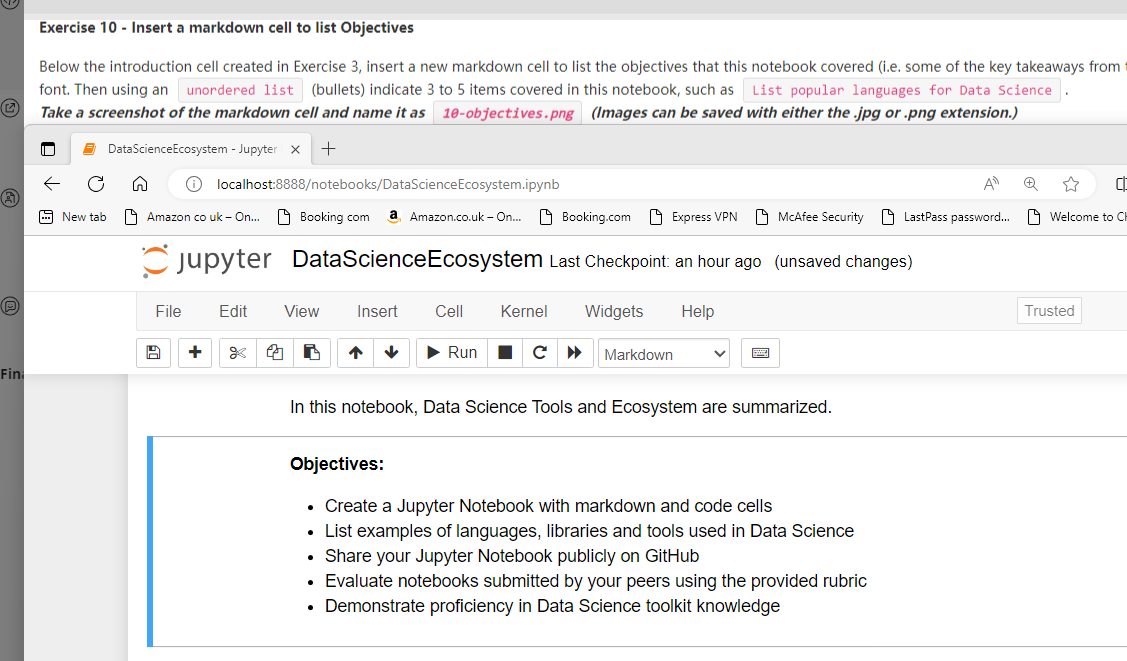 Exercise 10 - Insert a markdown cell to list Objectives
Below the introduction cell created in Exercise 3, insert a new markdown cell to list the objectives that this notebook covered (i.e. some of the key takeaways from
font. Then using an unordered list (bullets) indicate 3 to 5 items covered in this notebook, such as List popular languages for Data Science .
Take a screenshot of the markdown cell and name it as 10-objectives.png (Images can be saved with either the .jpg or .png extension.)
DataScienceEcosystem - Jupyter
localhost:8888/notebooks/DataScienceEcosystem.ipynb
New tab Amazon co uk – On... Booking com Amazon.co.uk – On... Booking.com Express VPN McAfee Security LastPass password... Welcome to
jupyter DataScienceEcosystem Last Checkpoint: an hour ago (unsaved changes)
File Edit View Insert Cell Kernel Widgets Help Trusted
Run Markdown
In this notebook, Data Science Tools and Ecosystem are summarized.
Objectives:
• Create a Jupyter Notebook with markdown and code cells
• List examples of languages, libraries and tools used in Data Science
• Share your Jupyter Notebook publicly on GitHub
• Evaluate notebooks submitted by your peers using the provided rubric
• Demonstrate proficiency in Data Science toolkit knowledge